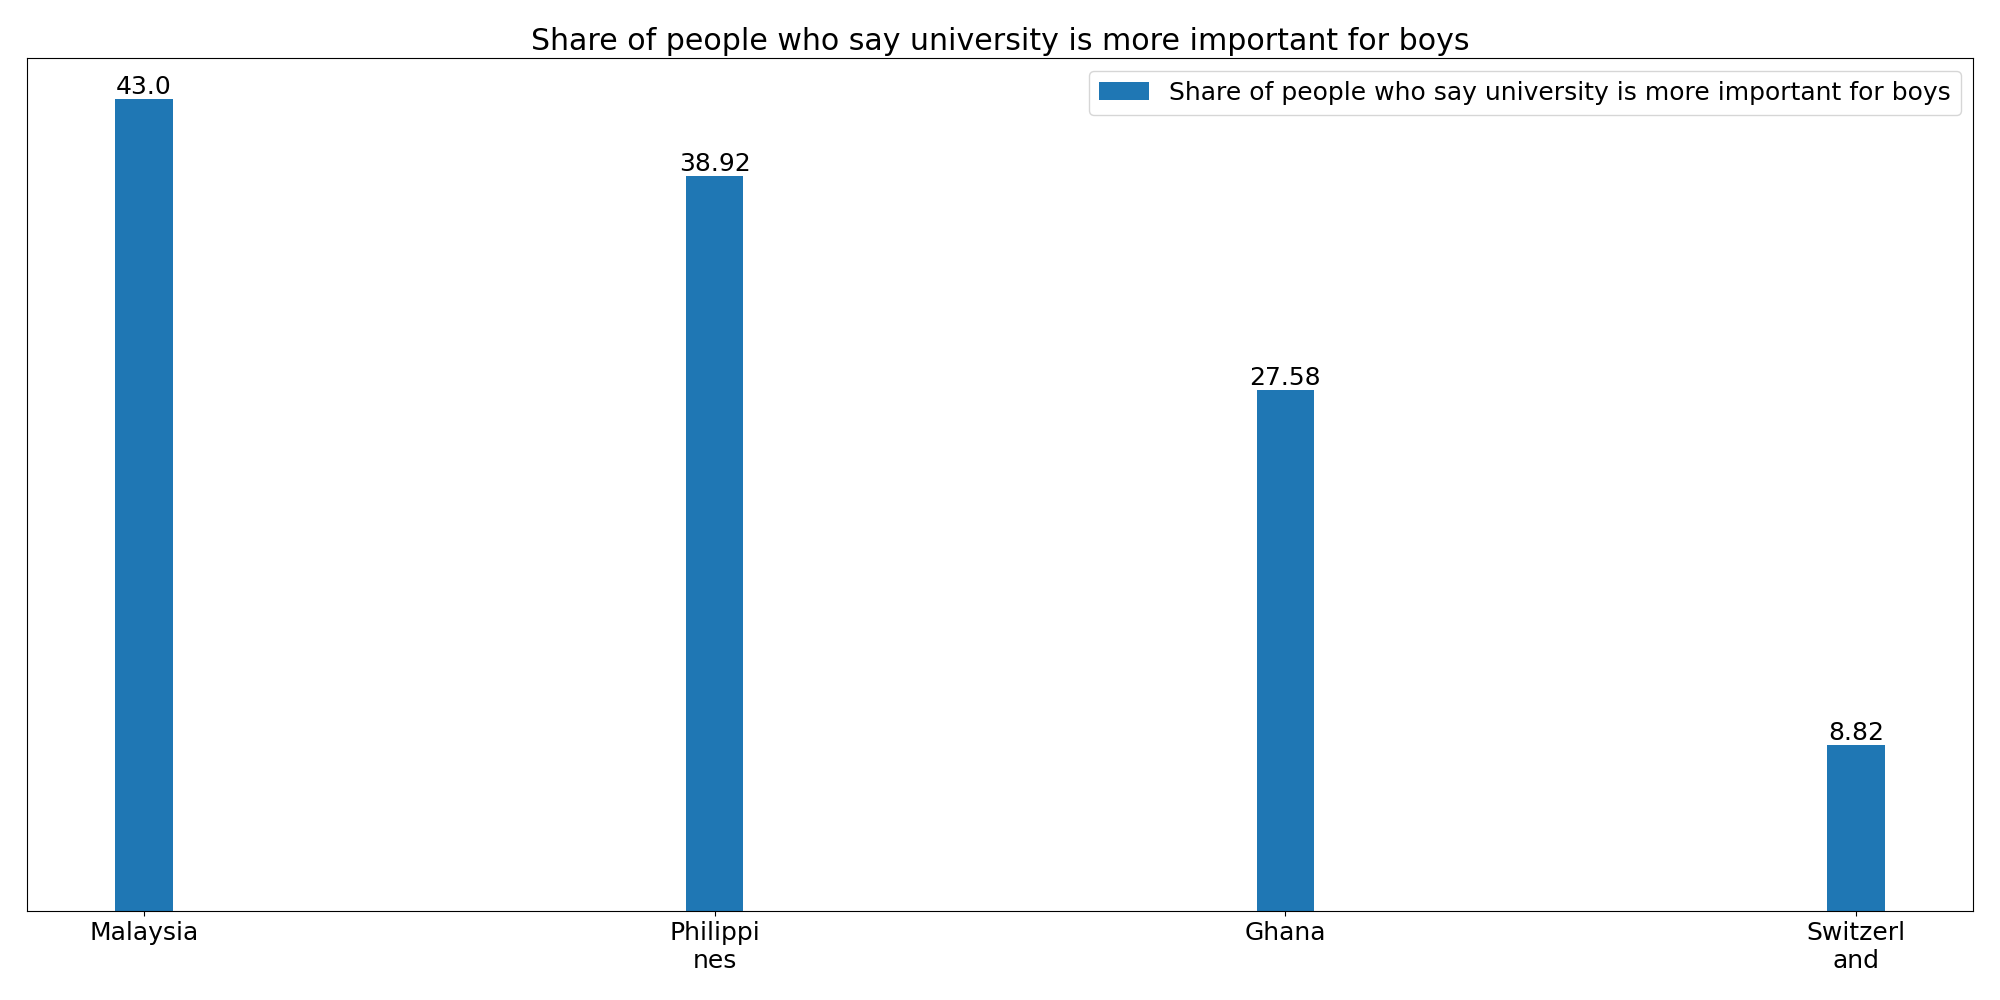 Share of people who say university is more important for boys
Share of people who say university is more important for boys
43.0
38.92
27.58
8.82
Malaysia
Philippi
nes
Ghana
Switzerl
and